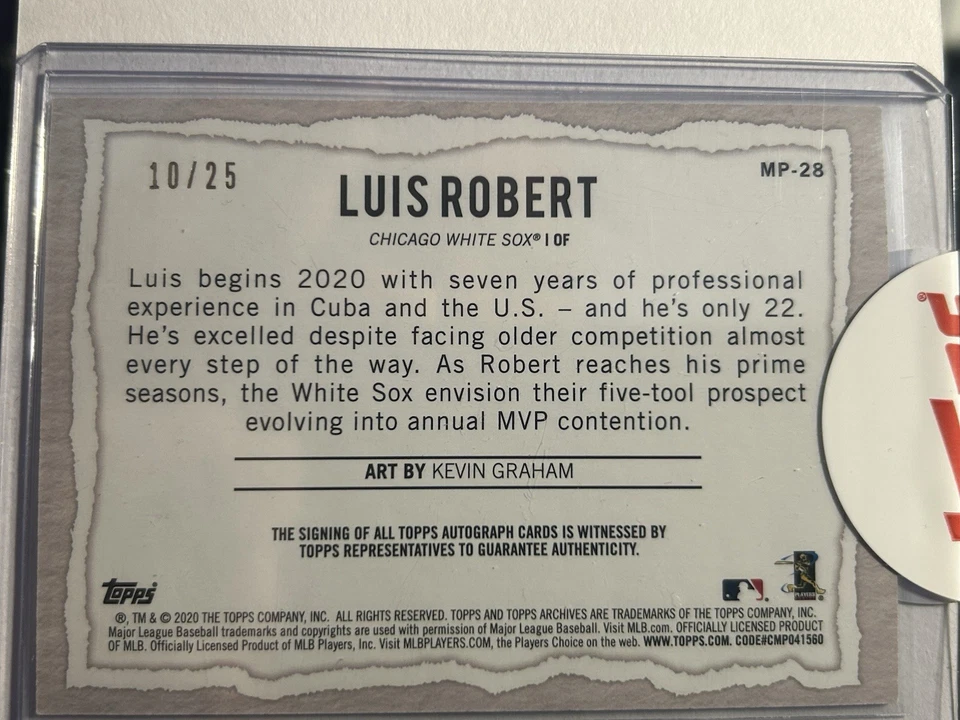 10/25
MP-28
LUIS ROBERT
CHICAGO WHITE SOX® | OF
Luis begins 2020 with seven years of professional
experience in Cuba and the U.S. – and he's only 22.
He's excelled despite facing older competition almost
every step of the way. As Robert reaches his prime
seasons, the White Sox envision their five-tool prospect
evolving into annual MVP contention.
ART BY KEVIN GRAHAM
THE SIGNING OF ALL TOPPS AUTOGRAPH CARDS IS WITNESSED BY
TOPPS REPRESENTATIVES TO GUARANTEE AUTHENTICITY.
topps
®, TM & © 2020 THE TOPPS COMPANY, INC. ALL RIGHTS RESERVED. TOPPS AND TOPPS ARCHIVES ARE TRADEMARKS OF THE TOPPS COMPANY, INC.
Major League Baseball trademarks and copyrights are used with permission of Major League Baseball. Visit MLB.com. OFFICIALLY LICENSED PRODUCT
OF MLB. Officially Licensed Product of MLB Players, Inc. Visit MLBPLAYERS.COM, the Players Choice on the web. WWW.TOPPS.COM. CODE#CMP041560